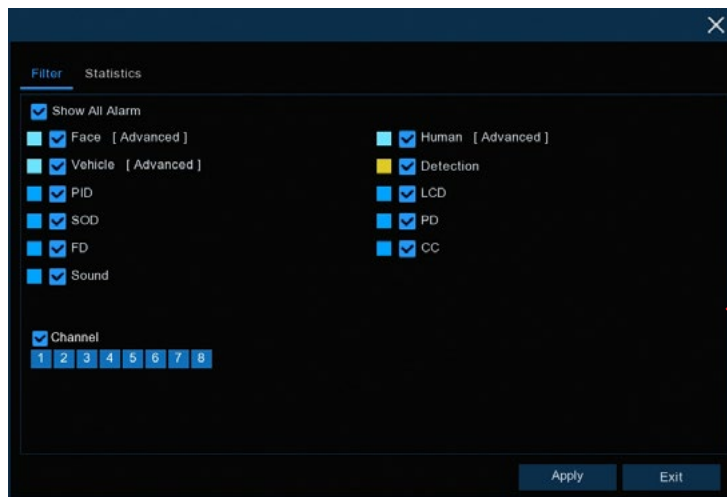 Filter Statistics
Show All Alarm
Face [ Advanced ] Human [ Advanced ]
Vehicle [ Advanced ] Detection
PID LCD
SOD PD
FD CC
Sound
Channel
1 2 3 4 5 6 7 8
Apply Exit